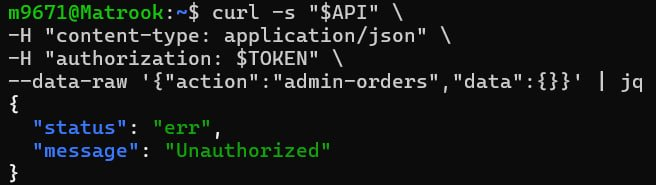 m9671@Matrook:~$ curl -s "$API" \
-H "content-type: application/json" \
-H "authorization: $TOKEN" \
--data-raw '{"action":"admin-orders","data":{}}' | jq
{
  "status": "err",
  "message": "Unauthorized"
}